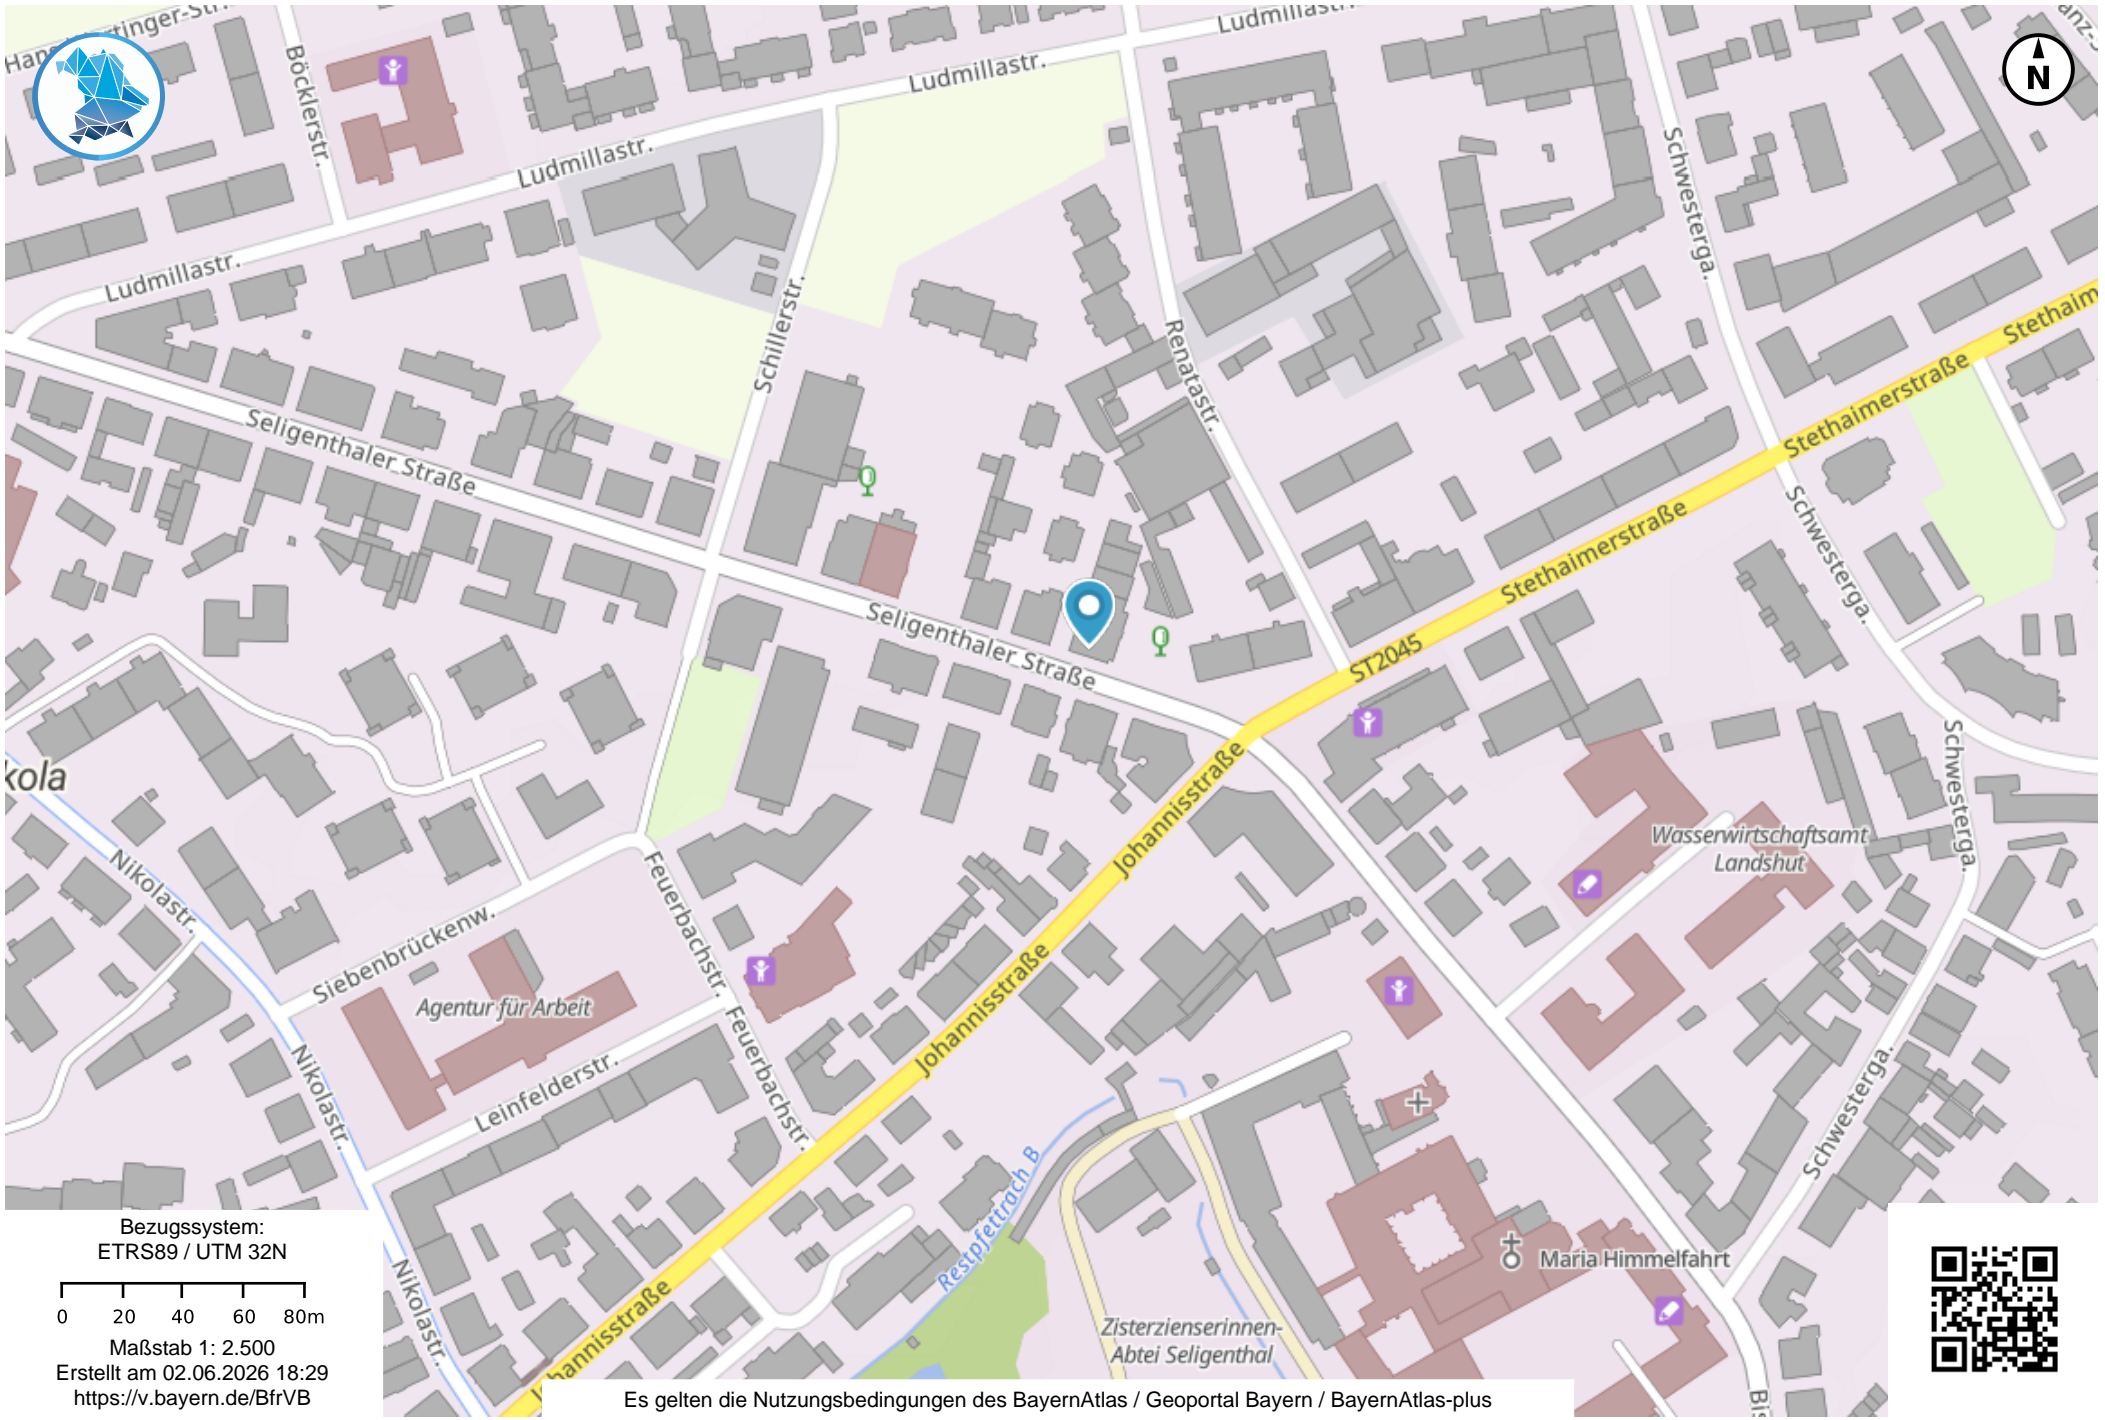 Ludmillastr.
Böcklerstr.
Ludmillastr.
Ludmillastr.
Ludmillastr.
N
Schwesterga.
Schillerstr.
Renatastr.
Stethaimerstraße
Seligenthaler Straße
Stethaimerstraße
Schwesterga.
Seligenthaler Straße
ST2045
Schwesterga.
Johannisstraße
Wasserwirtschaftsamt
Landshut
Nikolastr.
Siebenbrückenw.
Feuerbachstr.
Agentur für Arbeit
Johannisstraße
Feuerbachstr.
Nikolastr.
Leinfelderstr.
Schwesterga.
Restpfettrach B
Maria Himmelfahrt
Nikolastr.
Johannisstraße
Zisterzienserinnen-
Abtei Seligenthal
Bezugssystem:
ETRS89 / UTM 32N
0 20 40 60 80m
Maßstab 1: 2.500
Erstellt am 02.06.2026 18:29
https://v.bayern.de/BfrVB
Es gelten die Nutzungsbedingungen des BayernAtlas / Geoportal Bayern / BayernAtlas-plus